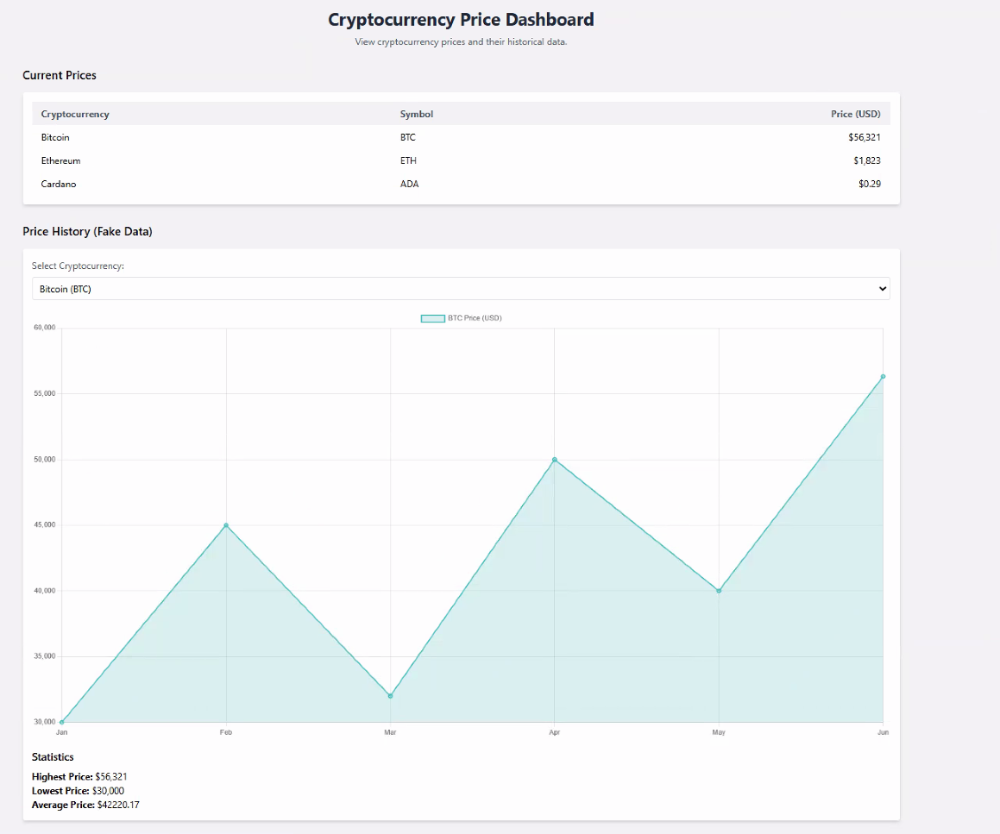 Cryptocurrency Price Dashboard
View cryptocurrency prices and their historical data.
Current Prices
Cryptocurrency Symbol Price (USD)
Bitcoin BTC $56,321
Ethereum ETH $1,823
Cardano ADA $0.29
Price History (Fake Data)
Select Cryptocurrency:
Bitcoin (BTC)
BTC Price (USD)
60,000
55,000
50,000
45,000
40,000
35,000
30,000
Jan Feb Mar Apr May Jun
Statistics
Highest Price: $56,321
Lowest Price: $30,000
Average Price: $42220.17